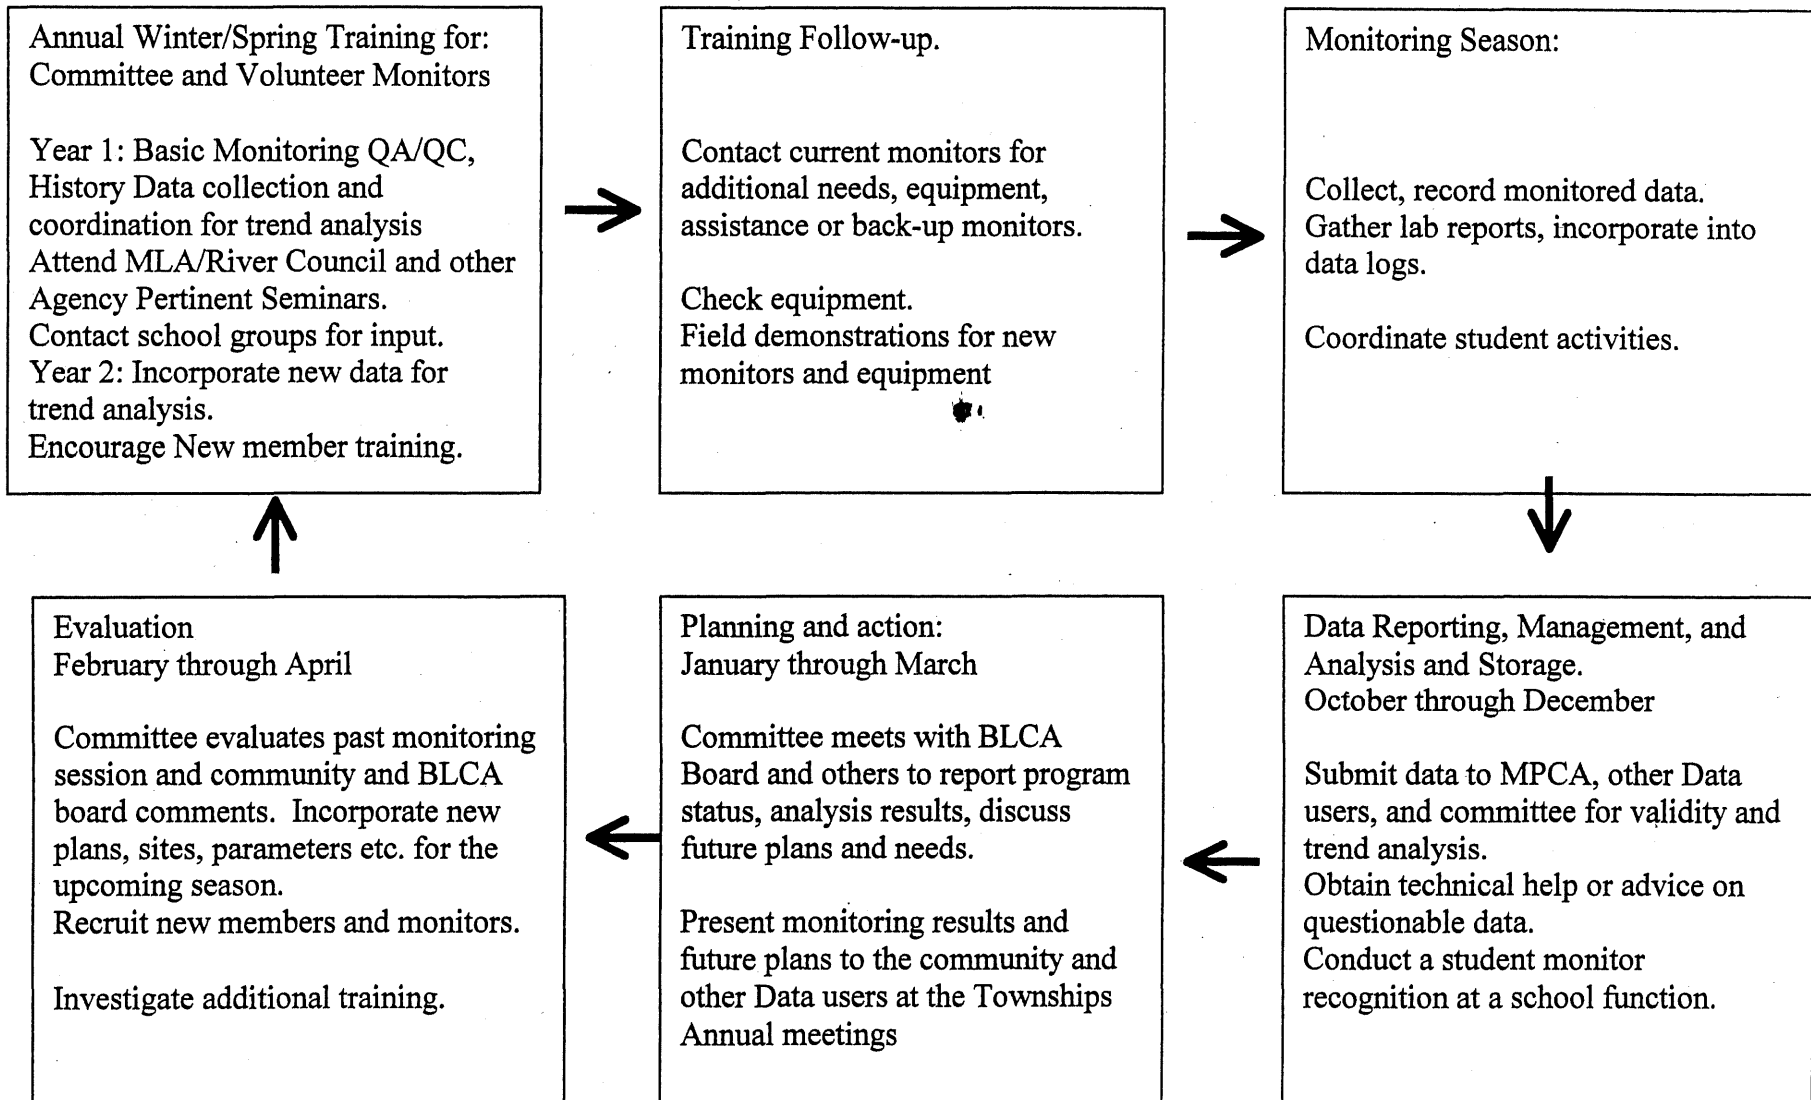 Annual Winter/Spring Training for:
Committee and Volunteer Monitors
Year 1: Basic Monitoring QA/QC,
History Data collection and
coordination for trend analysis
Attend MLA/River Council and other
Agency Pertinent Seminars.
Contact school groups for input.
Year 2: Incorporate new data for
trend analysis.
Encourage New member training.
Training Follow-up.
Contact current monitors for
additional needs, equipment,
assistance or back-up monitors.
Check equipment.
Field demonstrations for new
monitors and equipment
Monitoring Season:
Collect, record monitored data.
Gather lab reports, incorporate into
data logs.
Coordinate student activities.
Data Reporting, Management, and
Analysis and Storage.
October through December
Submit data to MPCA, other Data
users, and committee for validity and
trend analysis.
Obtain technical help or advice on
questionable data.
Conduct a student monitor
recognition at a school function.
Planning and action:
January through March
Committee meets with BLCA
Board and others to report program
status, analysis results, discuss
future plans and needs.
Present monitoring results and
future plans to the community and
other Data users at the Townships
Annual meetings
Evaluation
February through April
Committee evaluates past monitoring
session and community and BLCA
board comments.  Incorporate new
plans, sites, parameters etc. for the
upcoming season.
Recruit new members and monitors.
Investigate additional training.